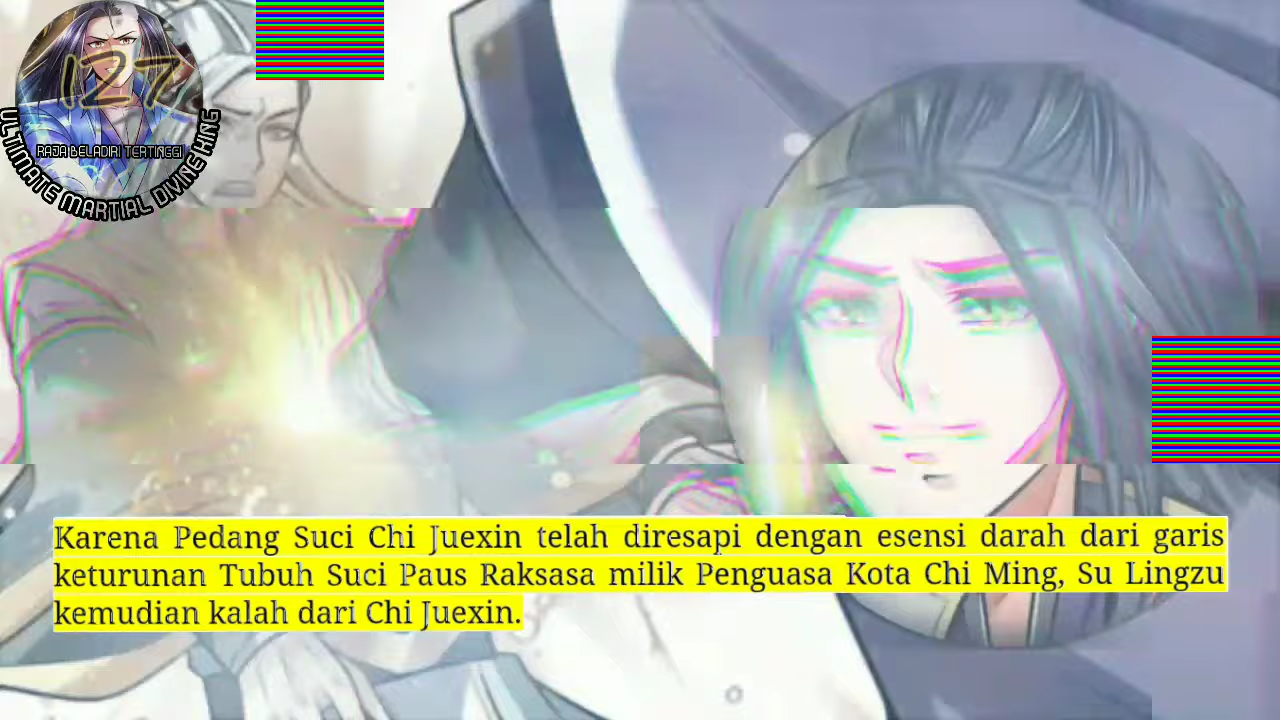 127
RAJA BELADIRI TERTINGGI
ULTIMATE MARTIAL DIVINE KING
Karena Pedang Suci Chi Juexin telah diresapi dengan esensi darah dari garis
keturunan Tubuh Suci Paus Raksasa milik Penguasa Kota Chi Ming, Su Lingzu
kemudian kalah dari Chi Juexin.